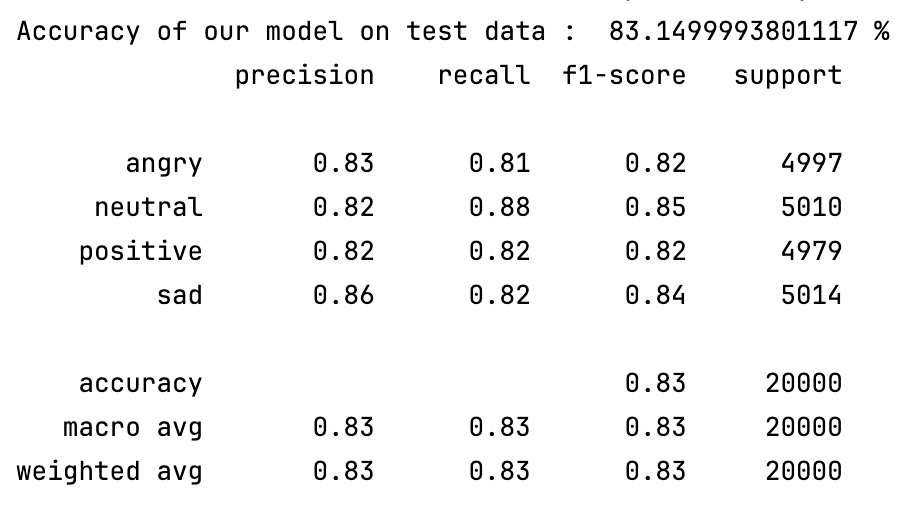 Accuracy of our model on test data :  83.1499993801117 %
              precision    recall  f1-score   support

       angry       0.83      0.81      0.82      4997
     neutral       0.82      0.88      0.85      5010
    positive       0.82      0.82      0.82      4979
         sad       0.86      0.82      0.84      5014

    accuracy                           0.83     20000
   macro avg       0.83      0.83      0.83     20000
weighted avg       0.83      0.83      0.83     20000